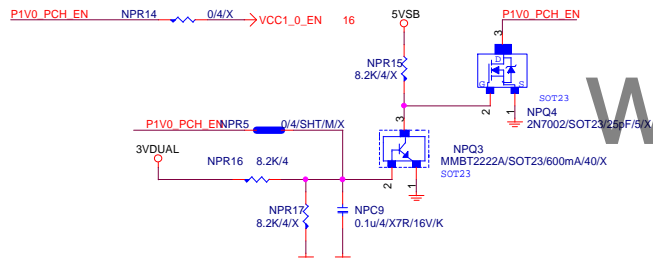 P1V0_PCH_EN NPR14 0/4/X VCC1_0_EN 16
5VSB
P1V0_PCH_EN
NPR15
8.2K/4/X
3
D
G S
SOT23
2 1
NPQ4
2N7002/SOT23/25pF/5/X
P1V0_PCH_EN NPR5 0/4/SHT/M/X
3
3VDUAL
NPR16 8.2K/4
NPQ3
MMBT2222A/SOT23/600mA/40/X
SOT23
2 1
NPR17
8.2K/4/X
NPC9
0.1u/4/X7R/16V/K
W